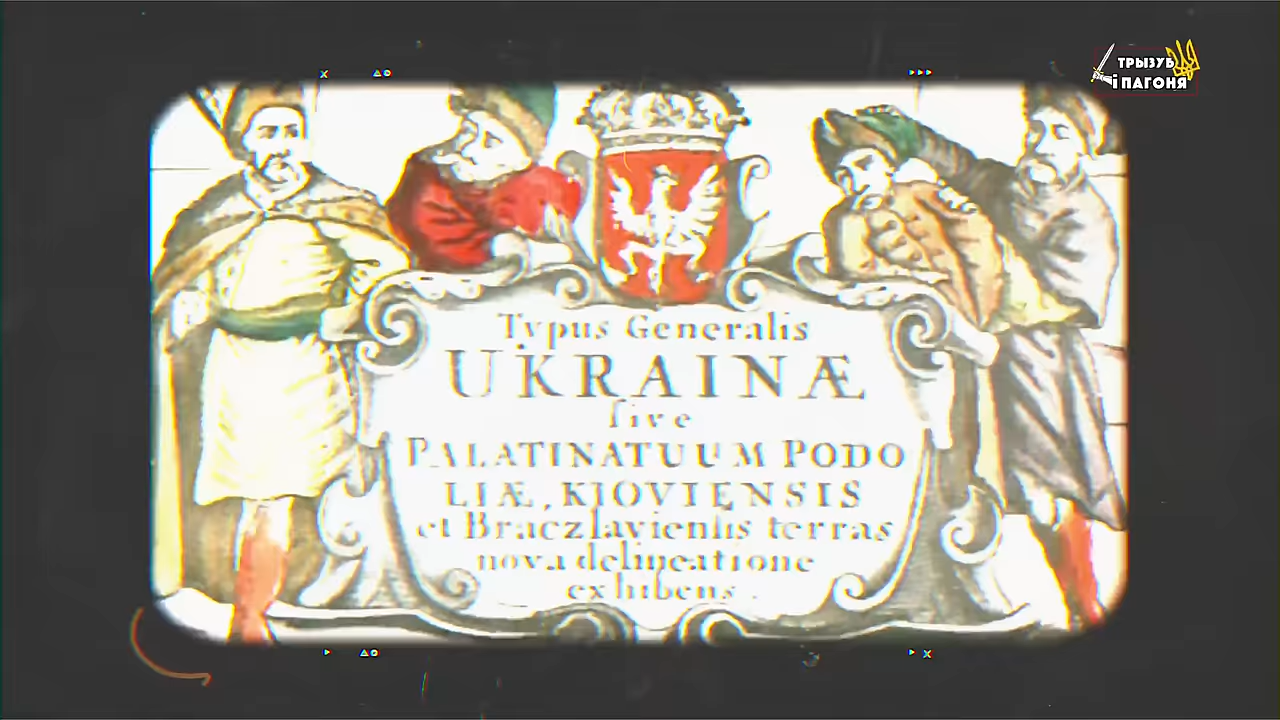 ТРЫЗУБ
І ПАГОНЯ
Typus Generalis
UKRAINÆ
sive
PALATINATUUM PODO
LIÆ, KIOVIENSIS
et Braczlaviensis terras
nova delineatione
exhibens.